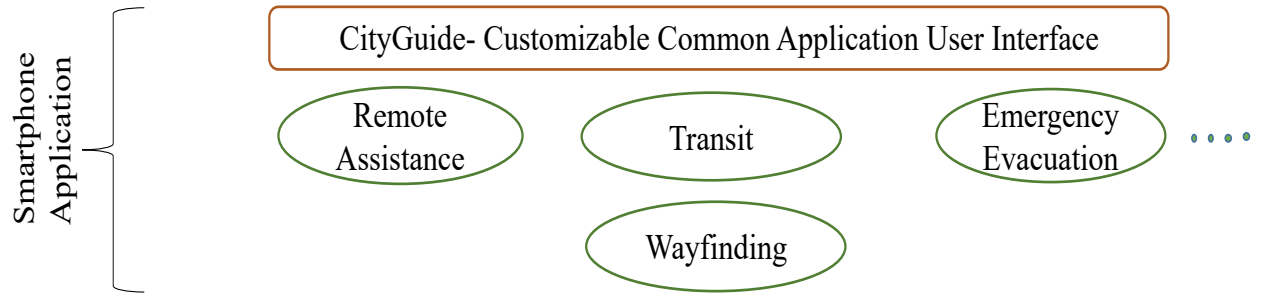 Smartphone
Application
CityGuide- Customizable Common Application User Interface
Remote
Assistance
Transit
Emergency
Evacuation
Wayfinding